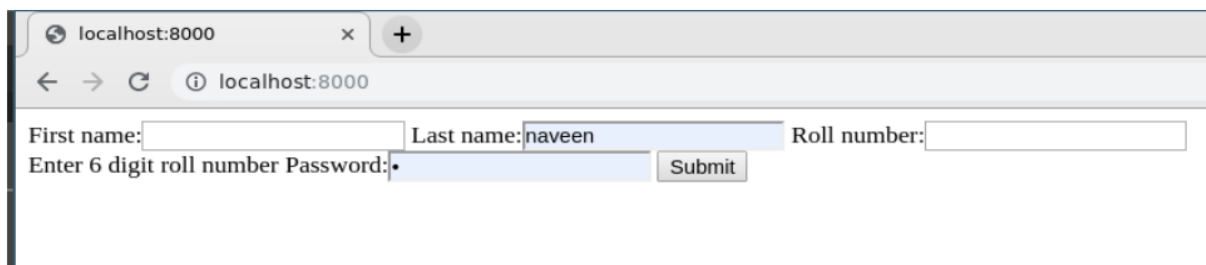 localhost:8000
localhost:8000
First name: Last name: naveen Roll number:
Enter 6 digit roll number Password: • Submit